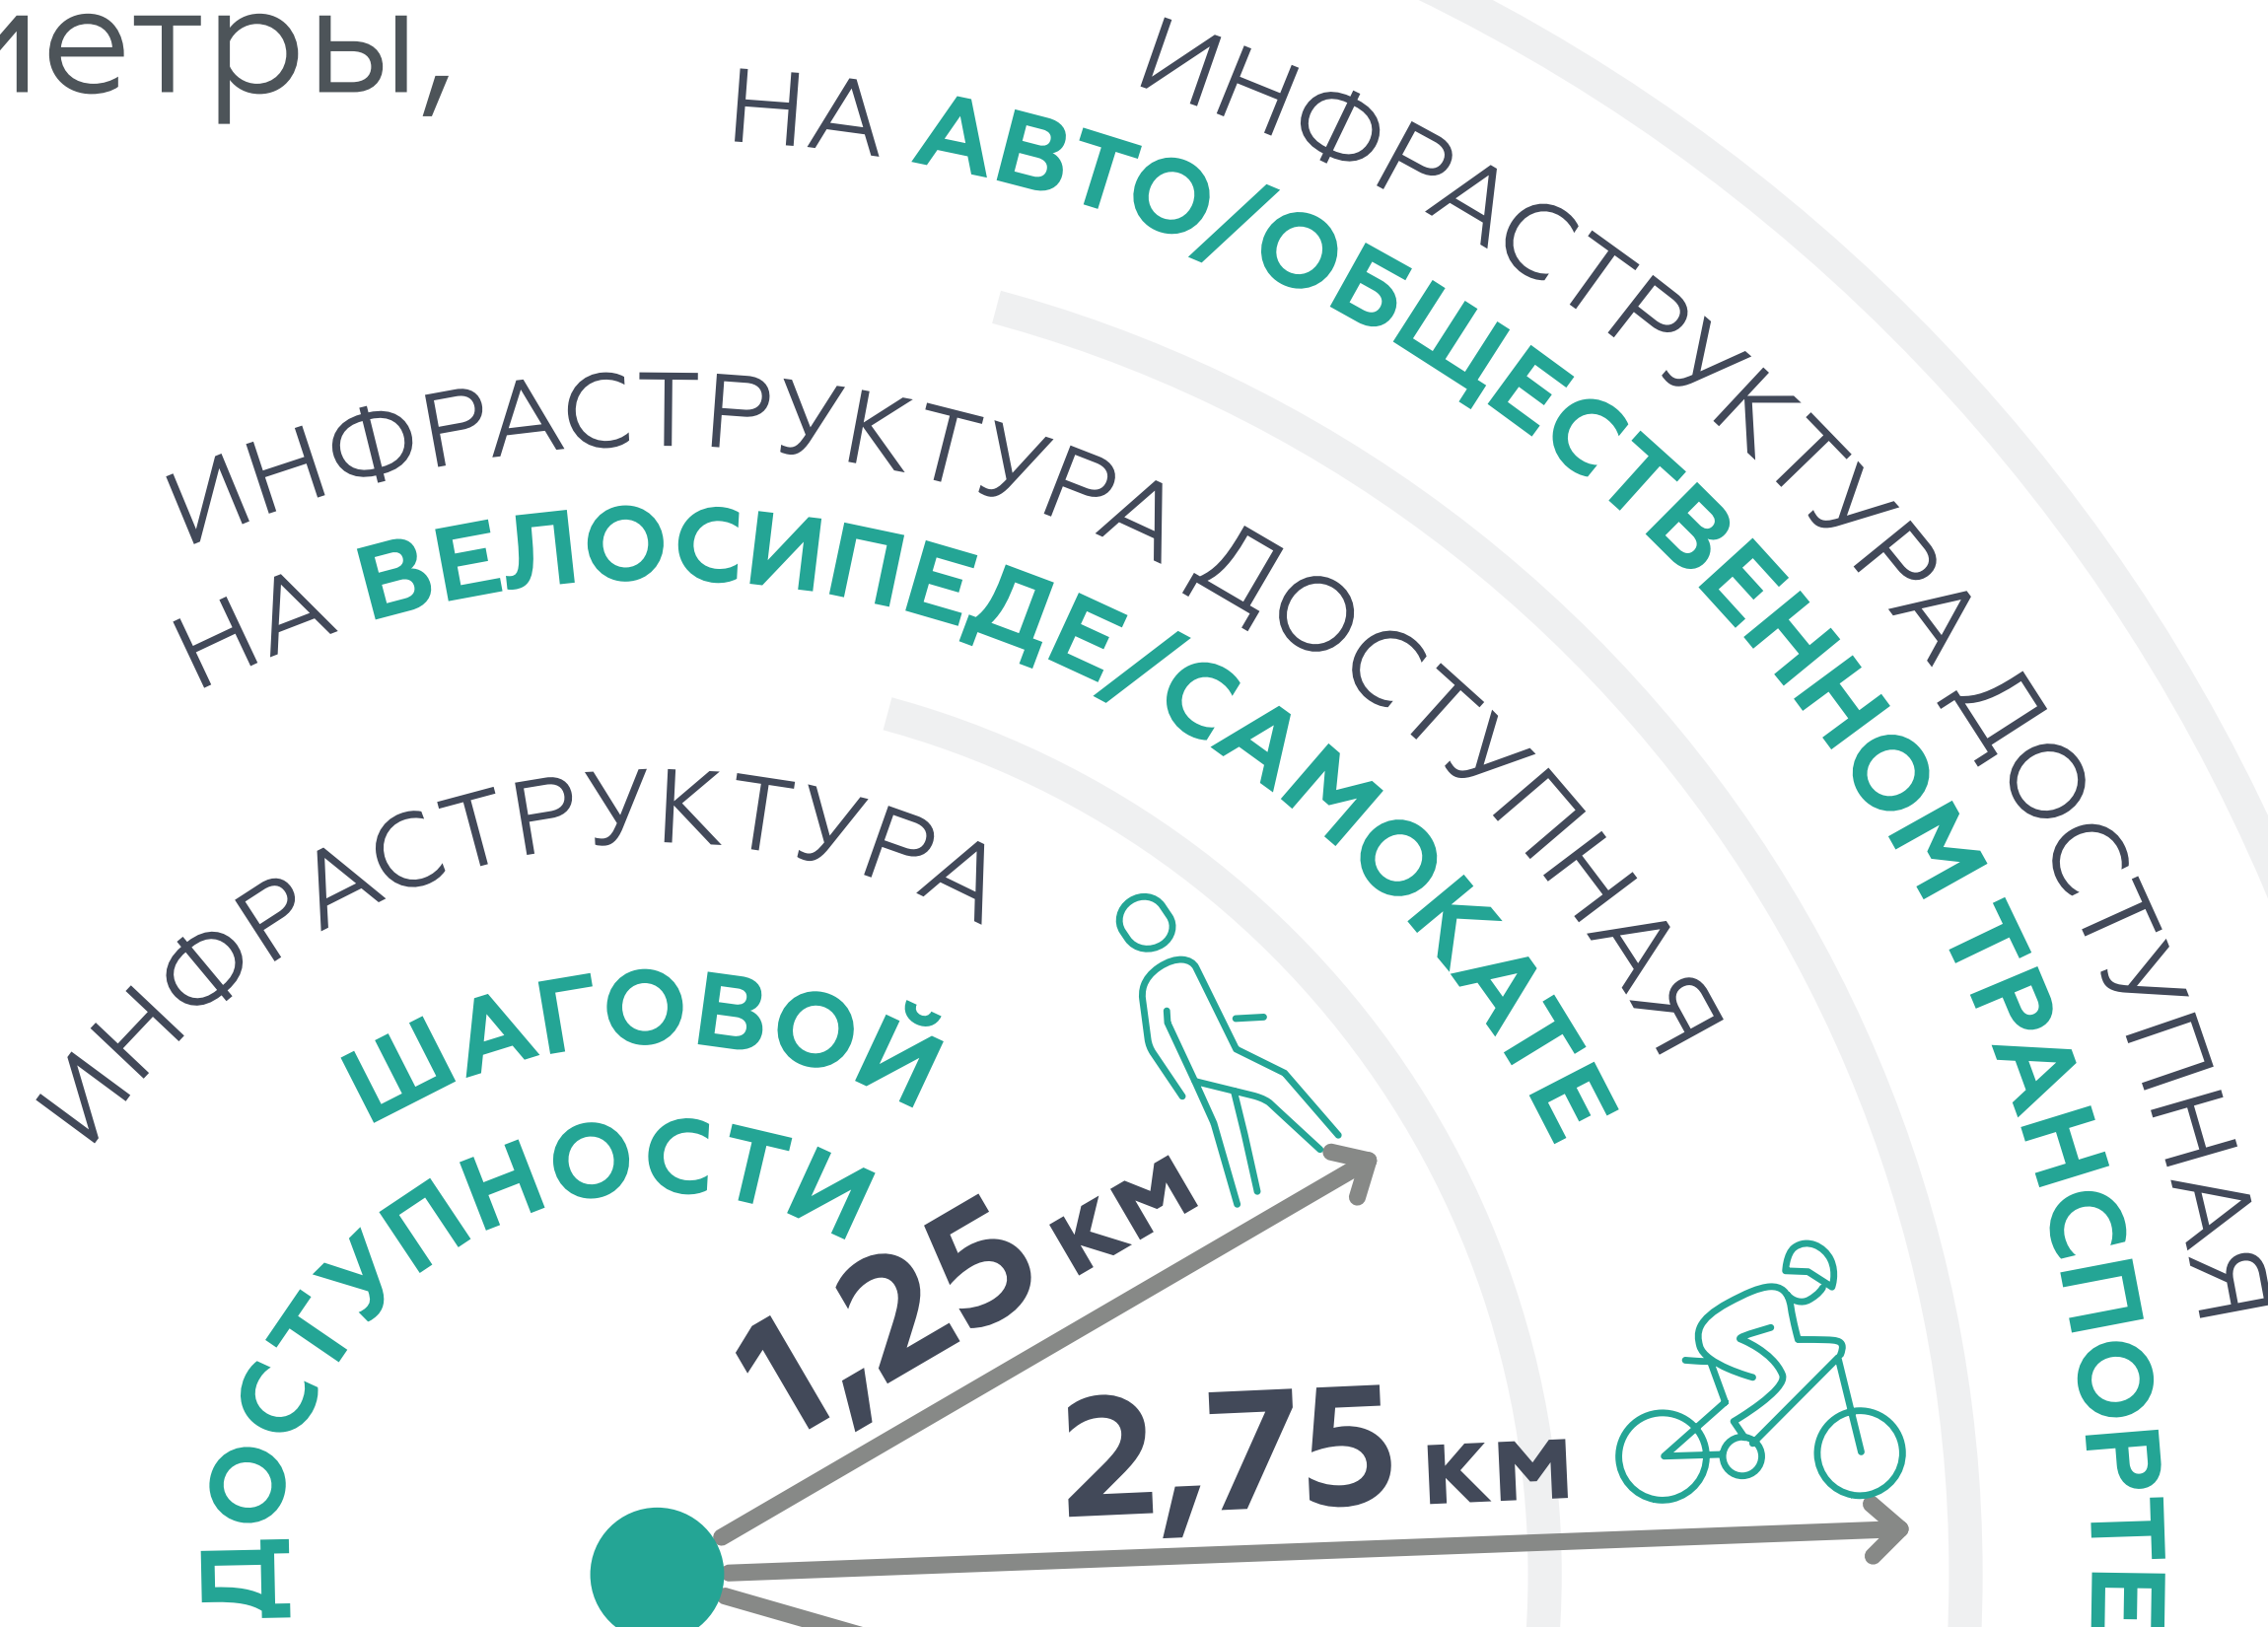 метры,
ИНФРАСТРУКТУРА ДОСТУПНАЯ
НА АВТО/ОБЩЕСТВЕННОМ ТРАНСПОРТЕ
ИНФРАСТРУКТУРА ДОСТУПНАЯ
НА ВЕЛОСИПЕДЕ/САМОКАТЕ
ИНФРАСТРУКТУРА
ШАГОВОЙ
ДОСТУПНОСТИ
1,25 км
2,75 км